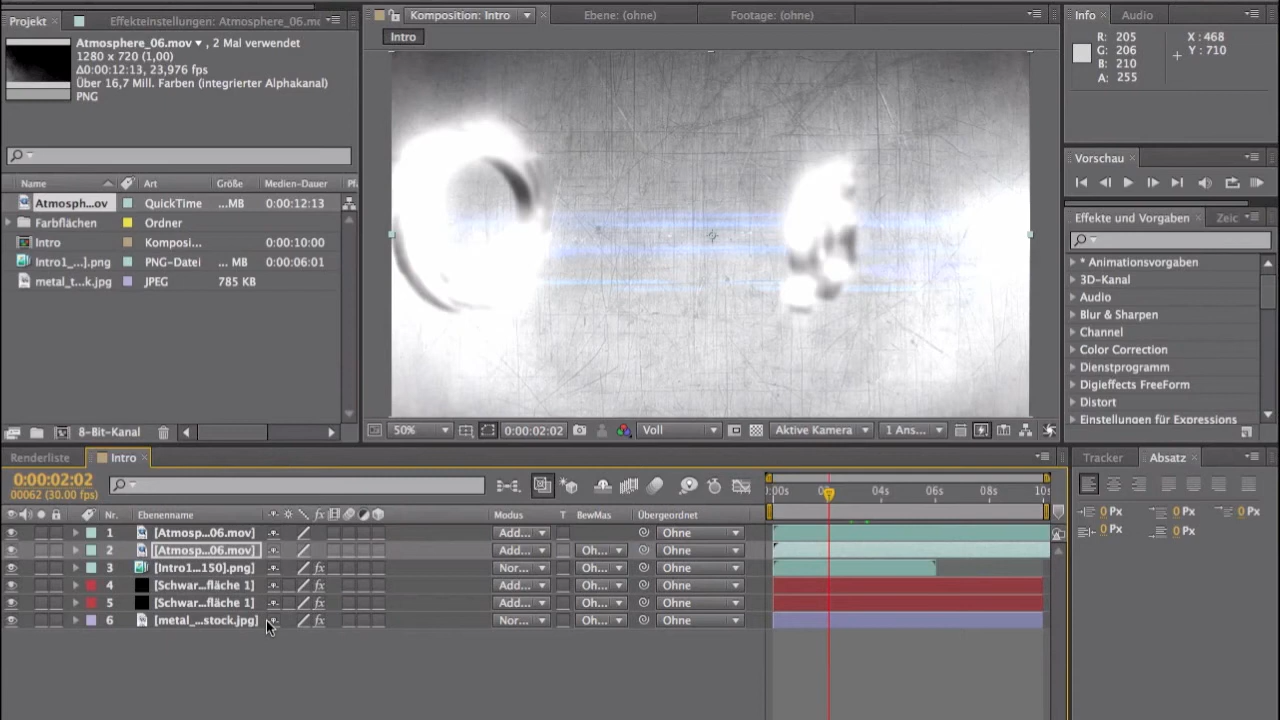 Projekt × Effekteinstellungen: Atmosphere_06.mo
Atmosphere_06.mov ▾ , 2 Mal verwendet
1280 x 720 (1,00)
Δ0:00:12:13, 23,976 fps
Über 16,7 Mill. Farben (integrierter Alphakanal)
PNG
Name Art Größe Medien-Dauer
Atmosph...ov QuickTime ...MB 0:00:12:13
Farbflächen Ordner
Intro Komposi... 0:00:10:00
Intro1_...].png PNG-Datei ... MB 0:00:06:01
metal_t...k.jpg JPEG 785 KB
8-Bit-Kanal
Komposition: Intro Ebene: (ohne) Footage: (ohne)
Intro
50% 0:00:02:02 Voll Aktive Kamera 1 Ans...
Info × Audio
R: 205
G: 206
B: 210
A: 255
X: 468
Y: 710
Vorschau ×
Effekte und Vorgaben × Zeic
* Animationsvorgaben
3D-Kanal
Audio
Blur & Sharpen
Channel
Color Correction
Dienstprogramm
Digieffects FreeForm
Distort
Einstellungen für Expressions
Renderliste Intro ×
0:00:02:02
00062 (30.00 fps)
:00s 04s 06s 08s 10s
Nr. Ebenenname Modus T BewMas Übergeordnet
1 [Atmosp...06.mov] Add... Ohne
2 [Atmosp...06.mov] Add... Oh... Ohne
3 [Intro1...150].png] Nor... Oh... Ohne
4 [Schwar...fläche 1] Add... Oh... Ohne
5 [Schwar...fläche 1] Add... Oh... Ohne
6 [metal_...stock.jpg] Nor... Oh... Ohne
Tracker Absatz ×
0 Px 0 Px 0 Px
0 Px 0 Px